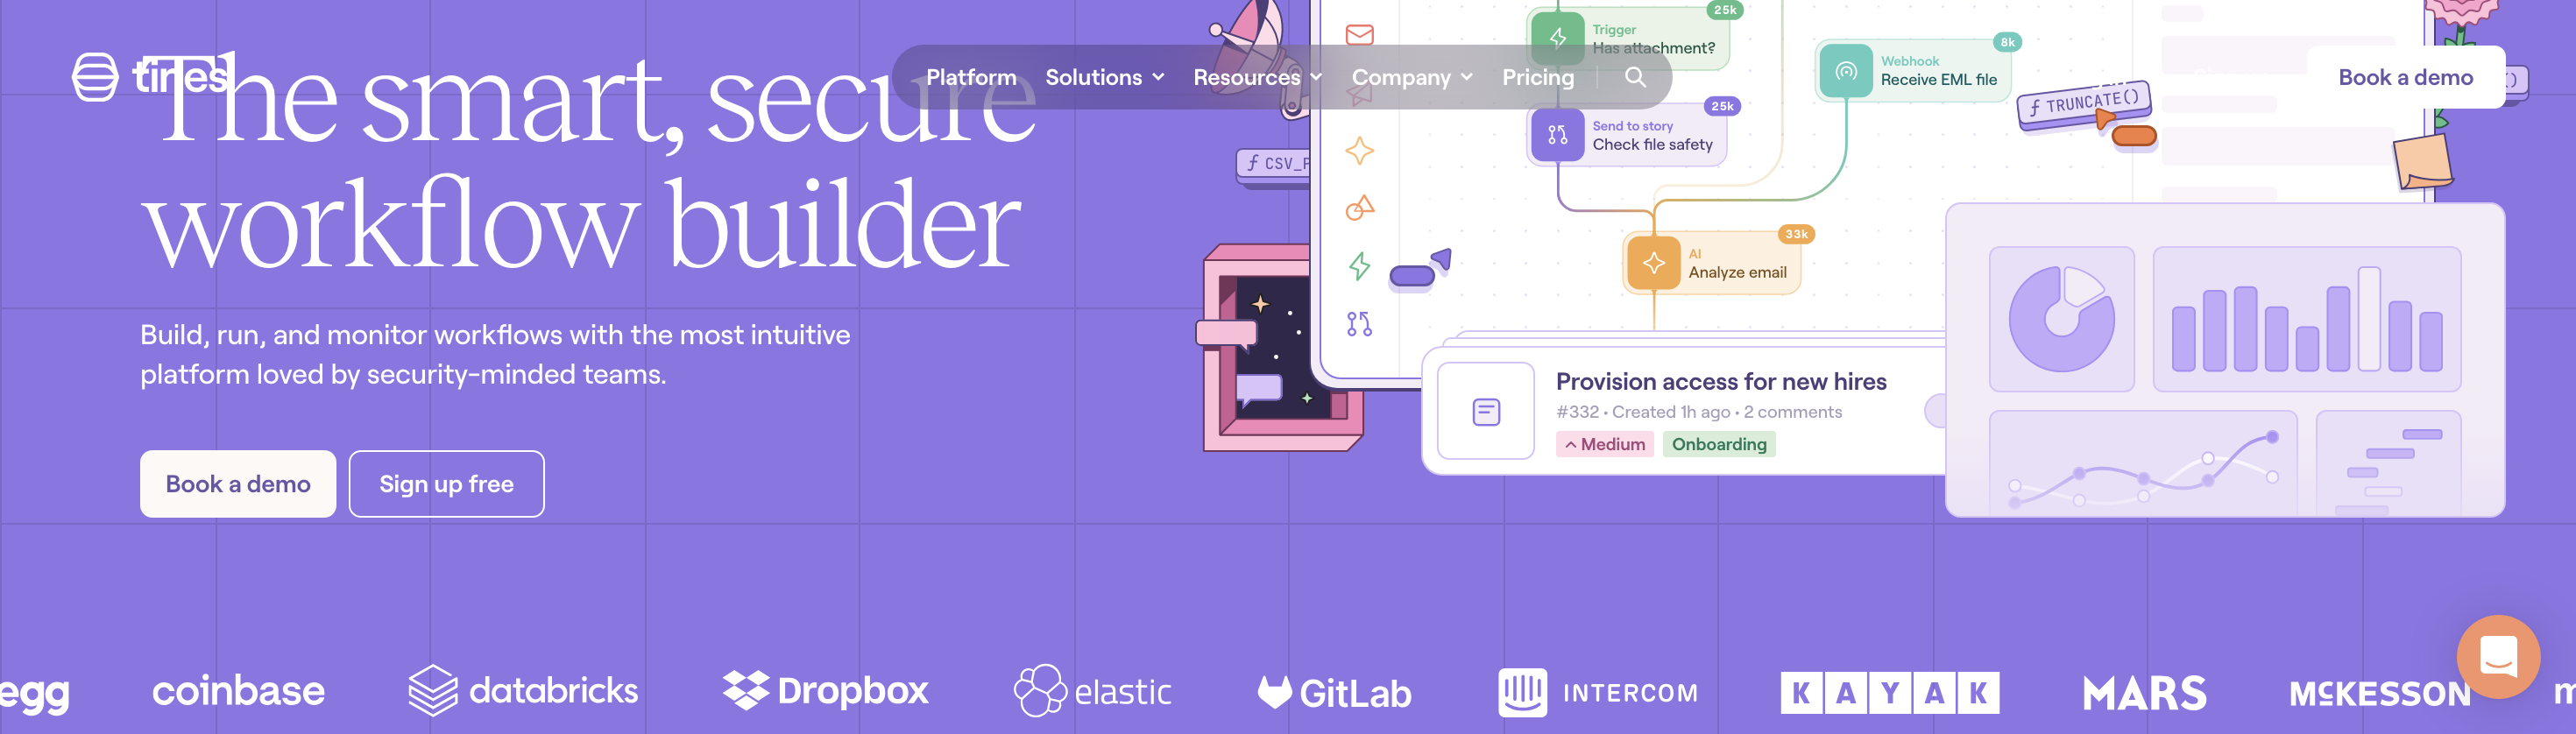 tines
Platform
Solutions
Resources
Company
Pricing
Book a demo
The smart, secure
workflow builder
Build, run, and monitor workflows with the most intuitive
platform loved by security-minded teams.
Book a demo
Sign up free
25k
Trigger
Has attachment?
8k
Webhook
Receive EML file
25k
Send to story
Check file safety
f TRUNCATE()
f CSV_P
33k
AI
Analyze email
Provision access for new hires
#332 • Created 1h ago • 2 comments
Medium
Onboarding
egg
coinbase
databricks
Dropbox
elastic
GitLab
INTERCOM
KAYAK
MARS
McKESSON
m